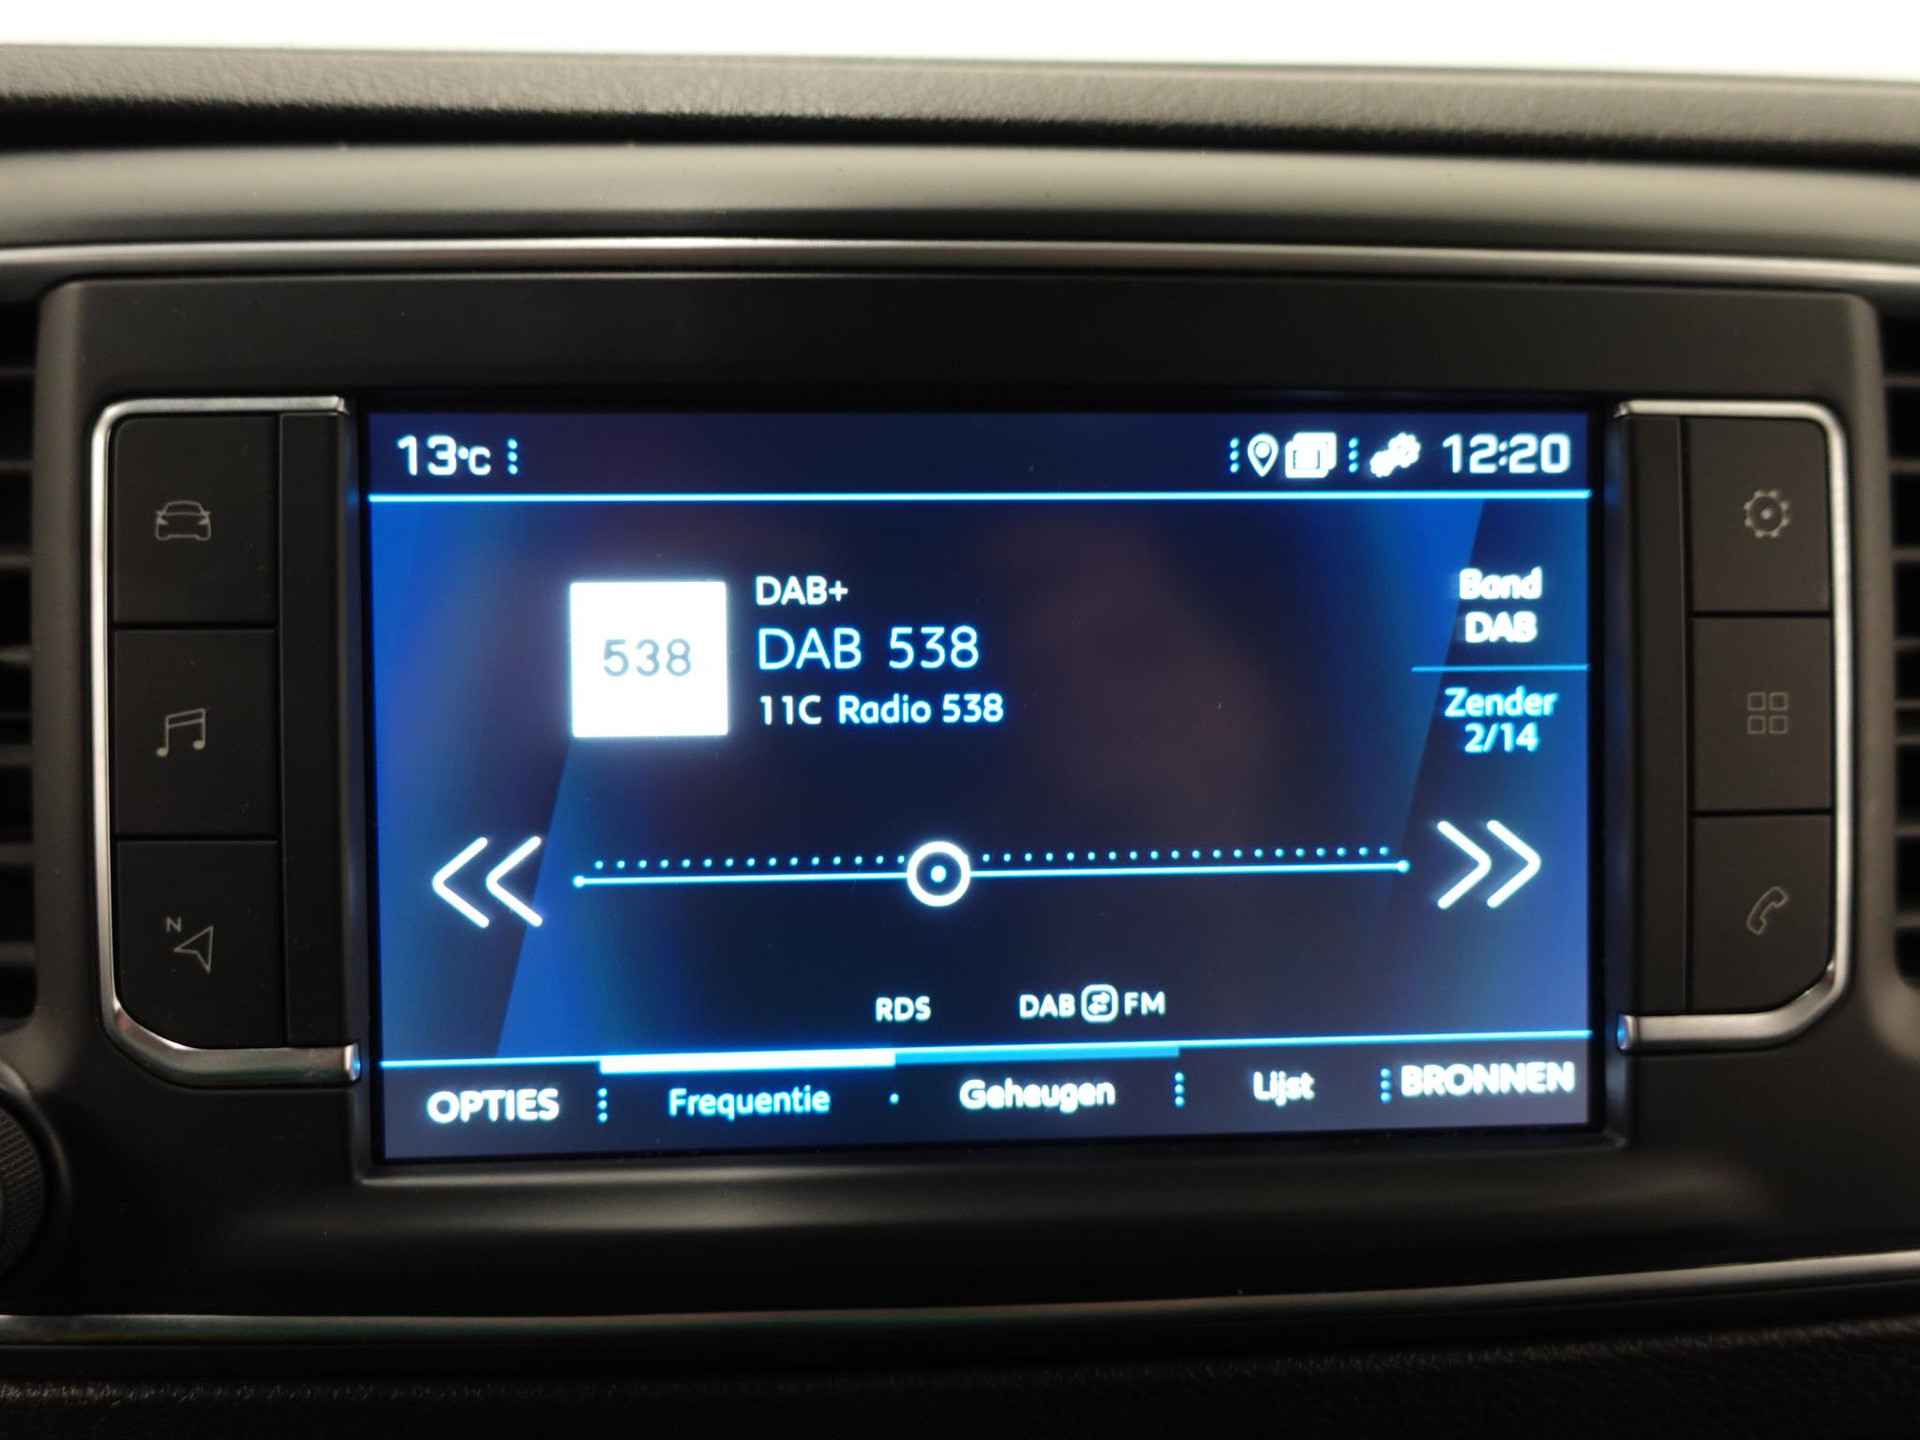 13°C
12:20
DAB+
538
DAB 538
11C Radio 538
Band
DAB
Zender
2/14
N
RDS
DAB FM
OPTIES
Frequentie
Geheugen
Lijst
BRONNEN